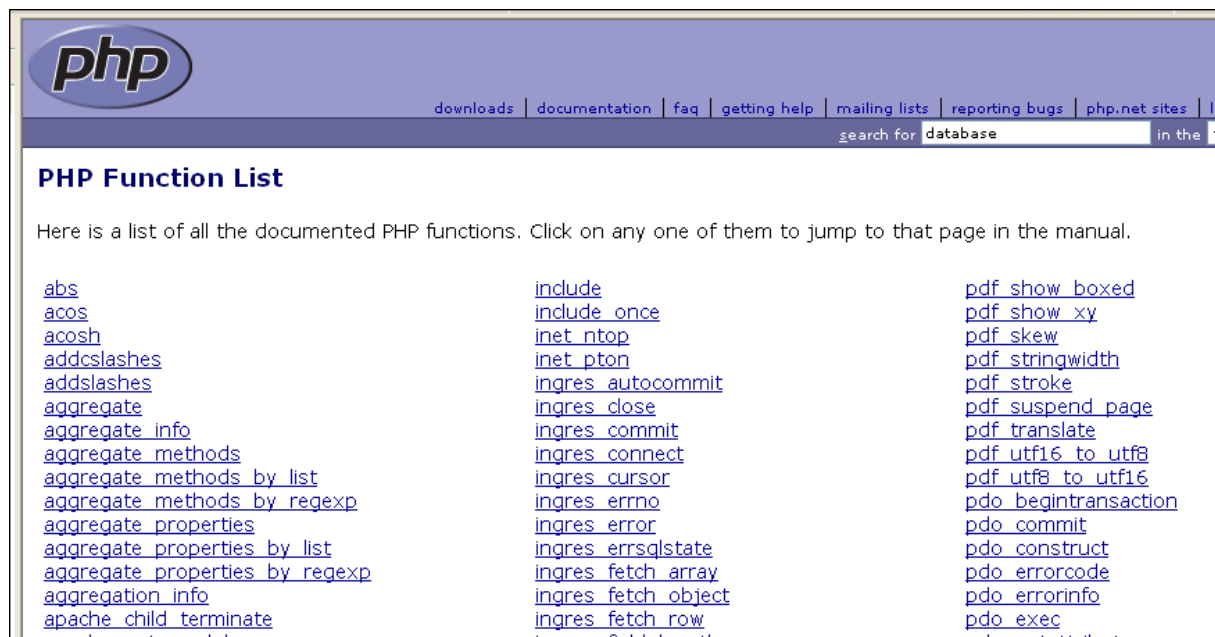 php
downloads | documentation | faq | getting help | mailing lists | reporting bugs | php.net sites |
search for database in the
PHP Function List
Here is a list of all the documented PHP functions. Click on any one of them to jump to that page in the manual.
abs
acos
acosh
addcslashes
addslashes
aggregate
aggregate_info
aggregate_methods
aggregate_methods_by_list
aggregate_methods_by_regexp
aggregate_properties
aggregate_properties_by_list
aggregate_properties_by_regexp
aggregation_info
apache_child_terminate
include
include_once
inet_ntop
inet_pton
ingres_autocommit
ingres_close
ingres_commit
ingres_connect
ingres_cursor
ingres_errno
ingres_error
ingres_errsqlstate
ingres_fetch_array
ingres_fetch_object
ingres_fetch_row
pdf_show_boxed
pdf_show_xy
pdf_skew
pdf_stringwidth
pdf_stroke
pdf_suspend_page
pdf_translate
pdf_utf16_to_utf8
pdf_utf8_to_utf16
pdo_begintransaction
pdo_commit
pdo_construct
pdo_errorcode
pdo_errorinfo
pdo_exec